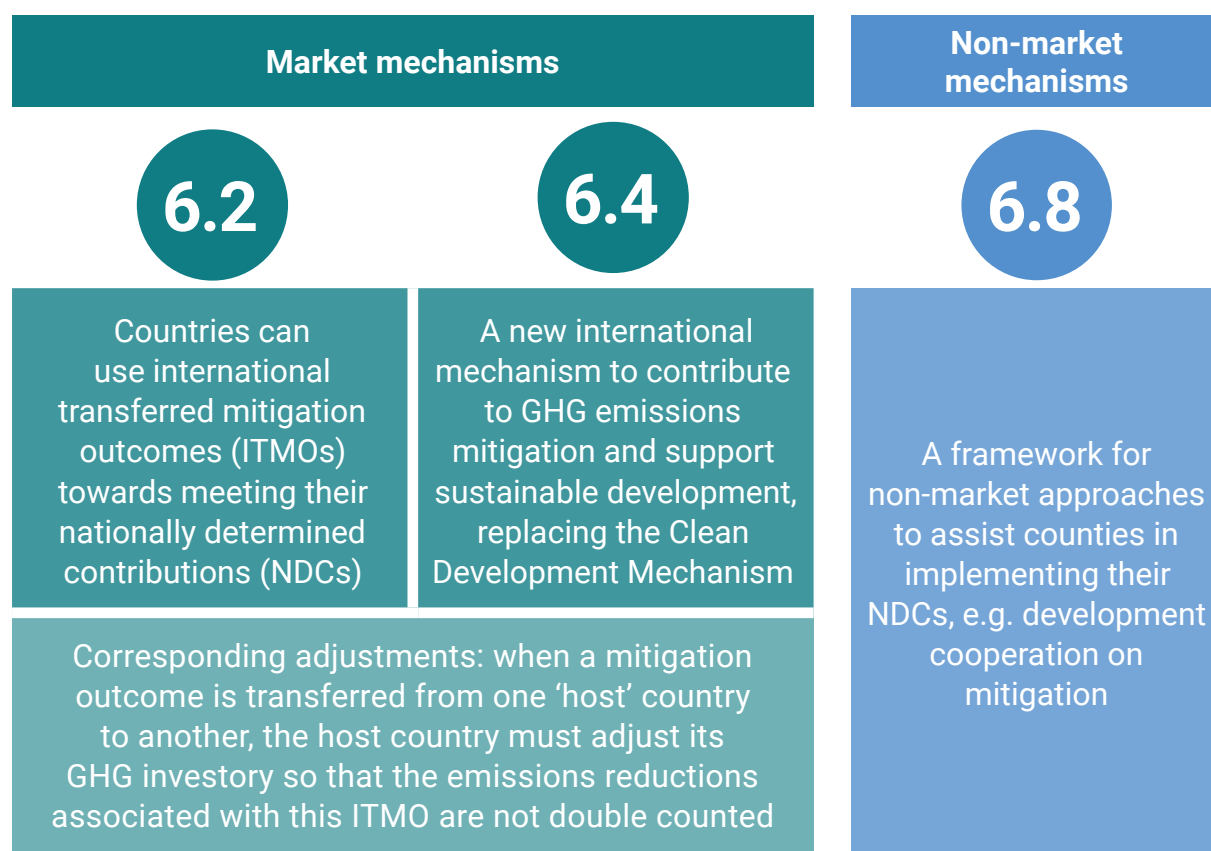 Market mechanisms
Non-market
mechanisms
6.2
6.4
6.8
Countries can
use international
transferred mitigation
outcomes (ITMOs)
towards meeting their
nationally determined
contributions (NDCs)
A new international
mechanism to contribute
to GHG emissions
mitigation and support
sustainable development,
replacing the Clean
Development Mechanism
Corresponding adjustments: when a mitigation
outcome is transferred from one ‘host’ country
to another, the host country must adjust its
GHG investory so that the emissions reductions
associated with this ITMO are not double counted
A framework for
non-market approaches
to assist counties in
implementing their
NDCs, e.g. development
cooperation on
mitigation